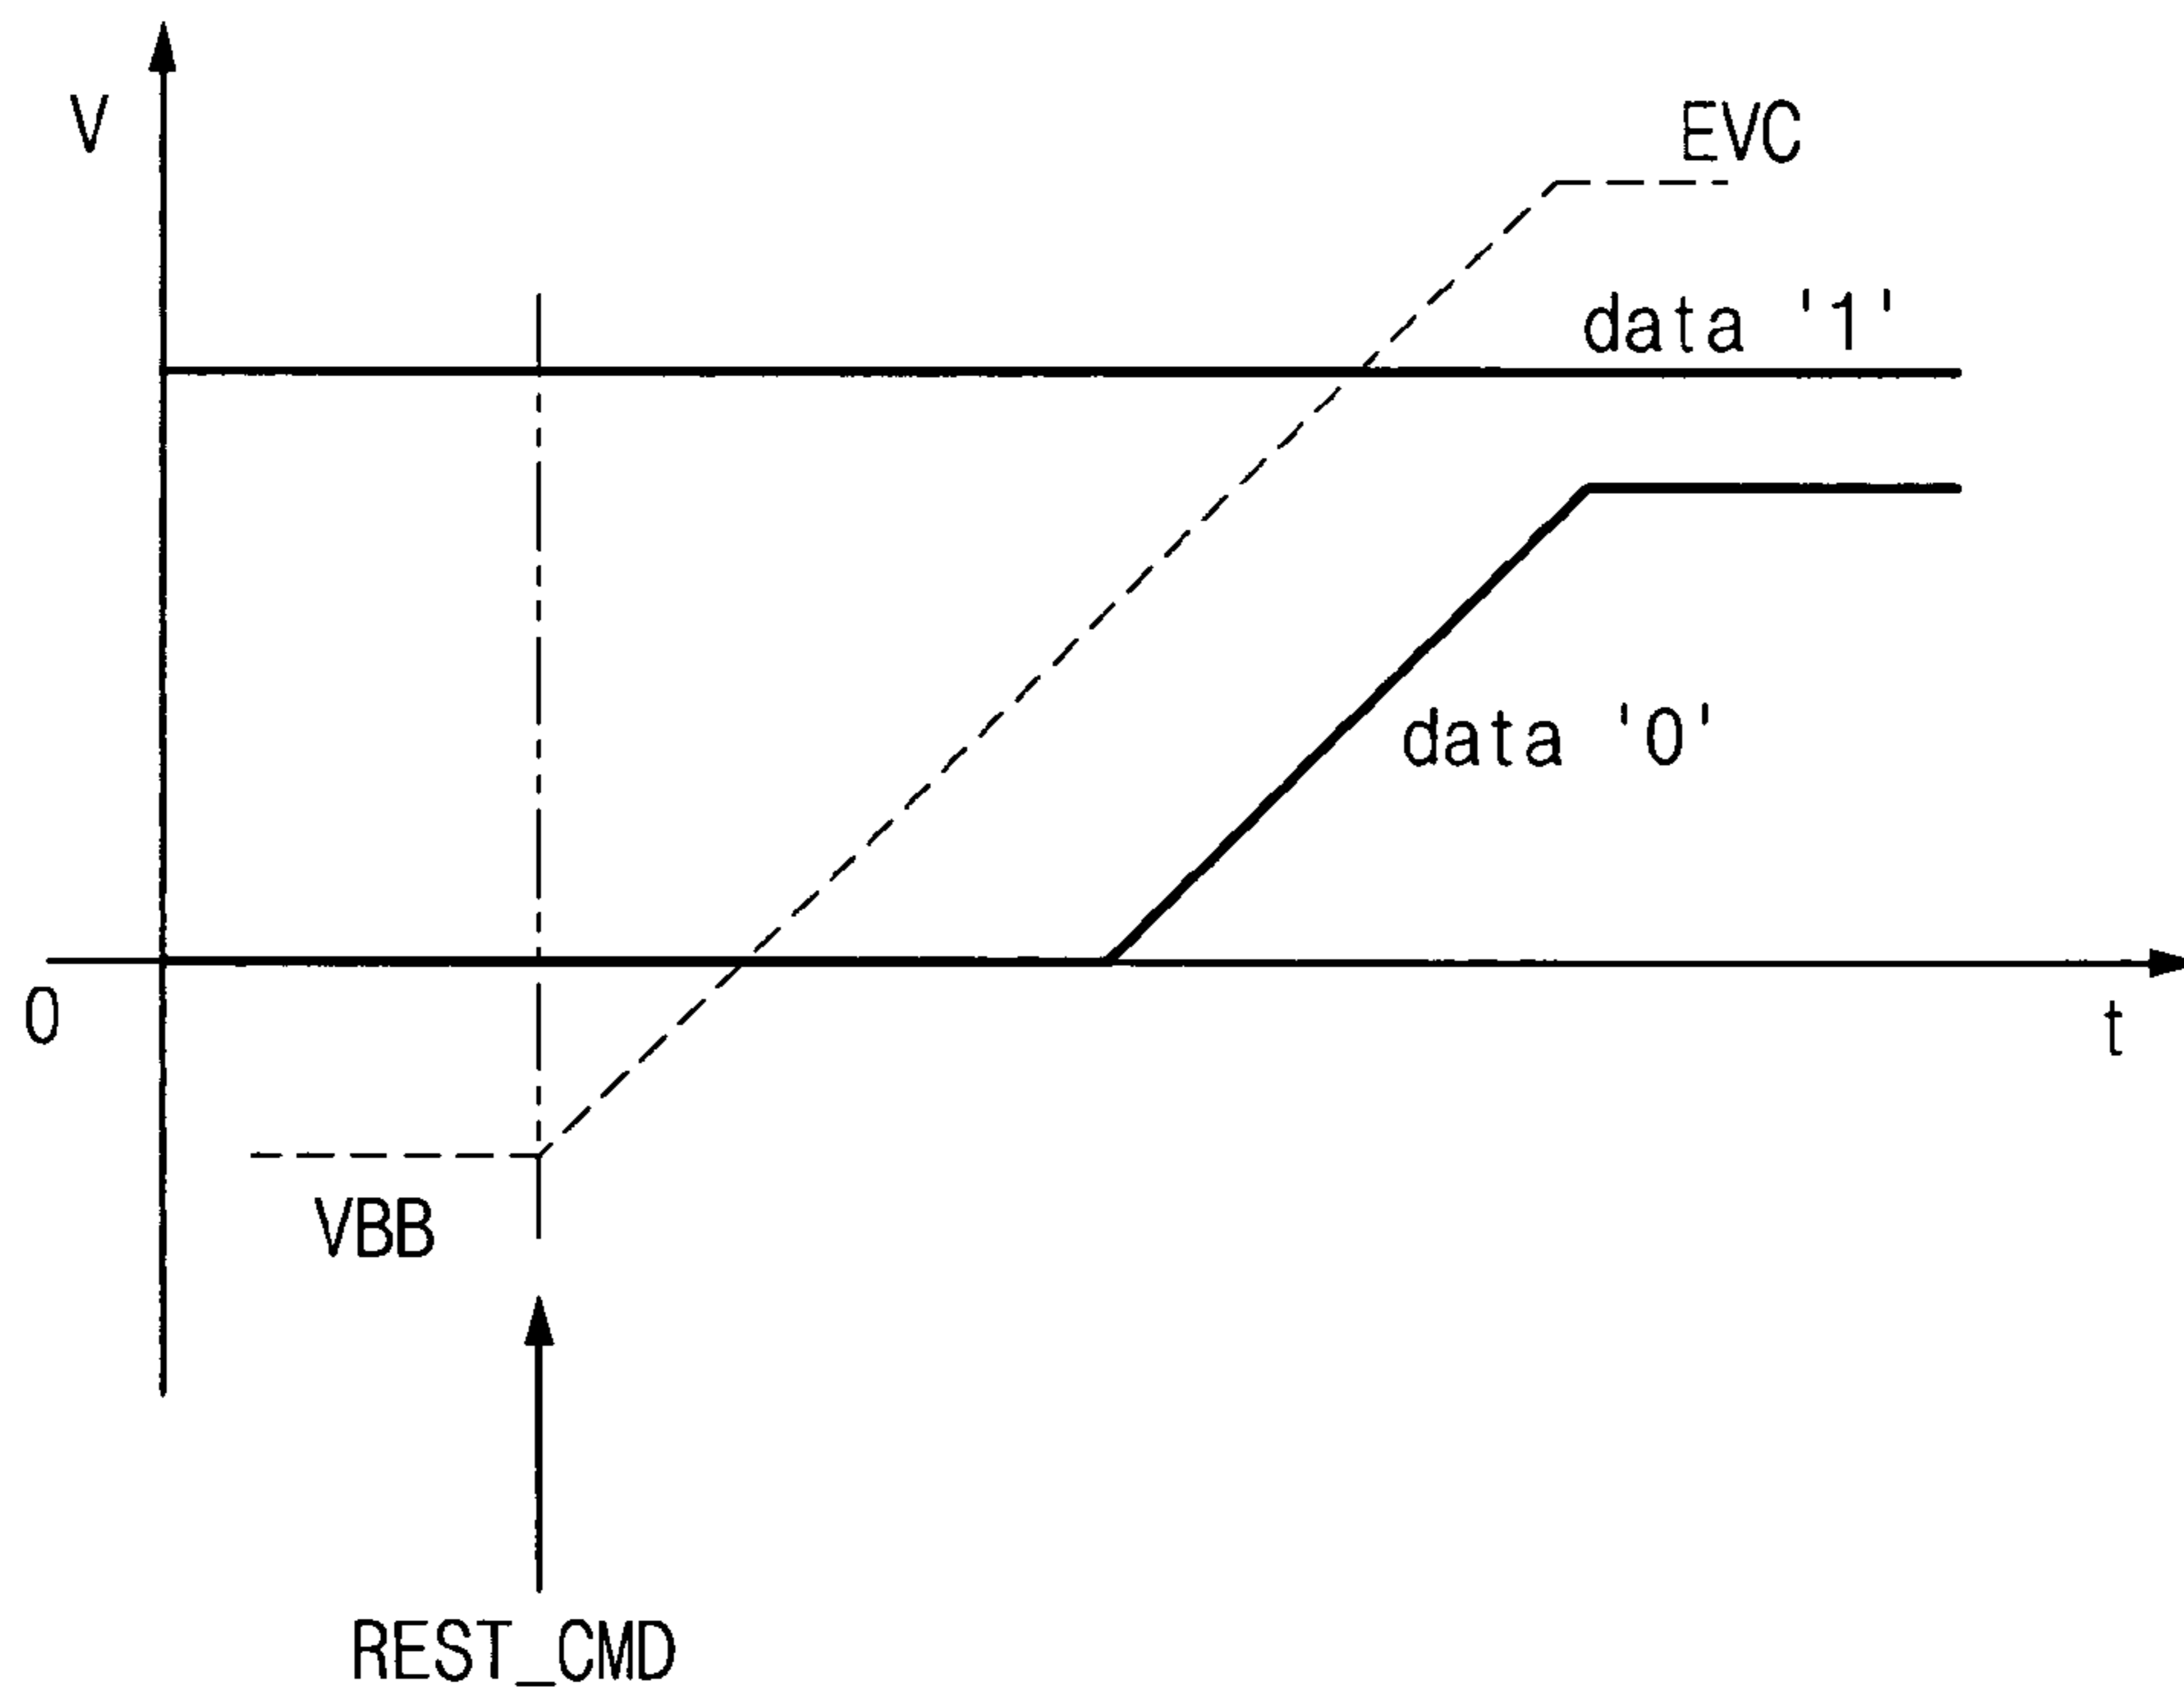 V
EVC
data '1'
data '0'
0
t
VBB
REST_CMD